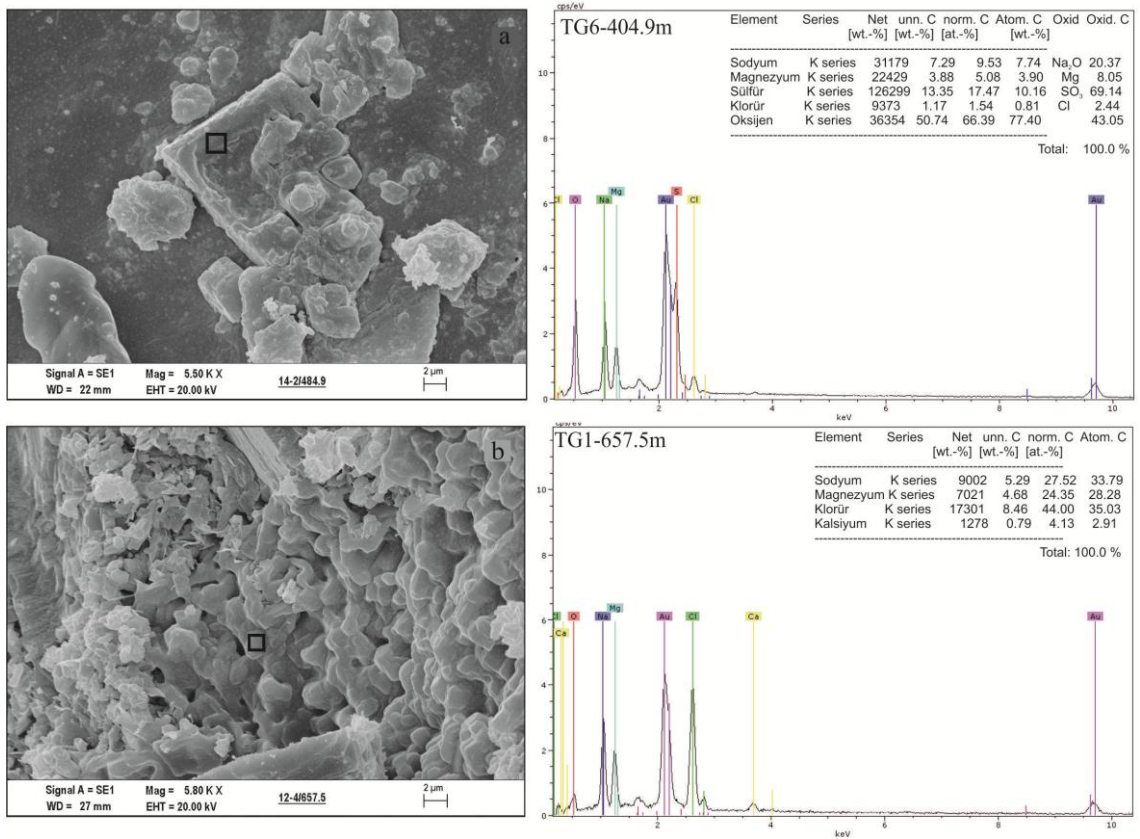 a
Signal A = SE1 Mag = 5.50 K X 2 µm
WD = 22 mm EHT = 20.00 kV 14-2/484.9
cps/eV
TG6-404.9m
Element Series Net unn. C norm. C Atom. C Oxid Oxid. C
[wt.-%] [wt.-%] [at.-%] [wt.-%]
Sodyum K series 31179 7.29 9.53 7.74 Na₂O 20.37
Magnezyum K series 22429 3.88 5.08 3.90 Mg 8.05
Sülfür K series 126299 13.35 17.47 10.16 SO₃ 69.14
Klorür K series 9373 1.17 1.54 0.81 Cl 2.44
Oksijen K series 36354 50.74 66.39 77.40 43.05
Total: 100.0 %
10
8
6
4
2
0
Cl O Na Mg Au S Cl Au
2 4 6 8 10
keV
b
Signal A = SE1 Mag = 5.80 K X 2 µm
WD = 27 mm EHT = 20.00 kV 12-4/657.5
cps/eV
TG1-657.5m
Element Series Net unn. C norm. C Atom. C
[wt.-%] [wt.-%] [at.-%]
Sodyum K series 9002 5.29 27.52 33.79
Magnezyum K series 7021 4.68 24.35 28.28
Klorür K series 17301 8.46 44.00 35.03
Kalsiyum K series 1278 0.79 4.13 2.91
Total: 100.0 %
10
8
6
4
2
0
Cl O Na Mg Au Cl Ca Au
Ca
2 4 6 8 10
keV